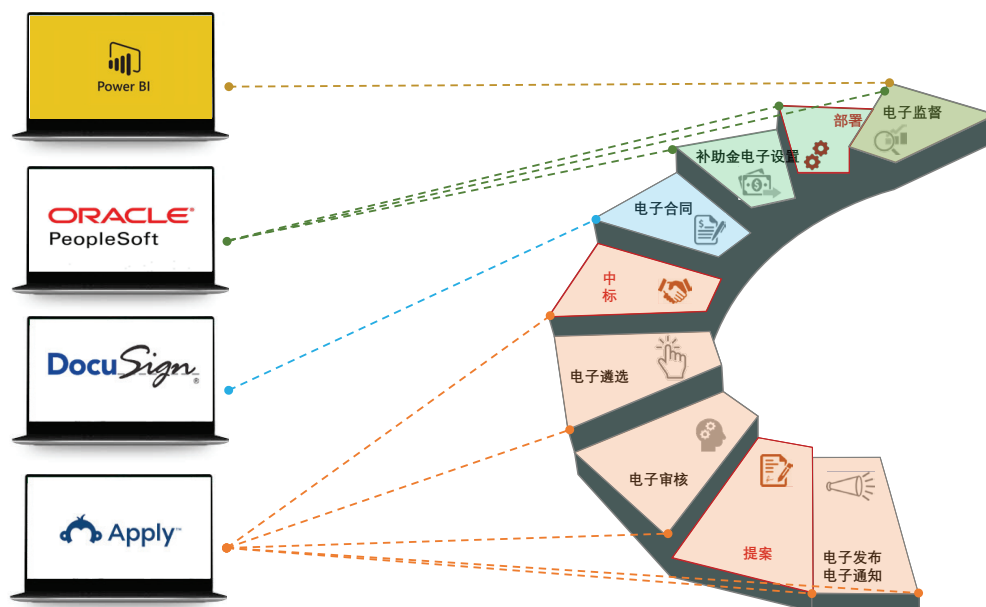 Power BI
ORACLE®
PeopleSoft
DocuSign®
Apply™
电子监督
部署
补助金电子设置
电子合同
中
标
电子遴选
电子审核
提案
电子发布
电子通知